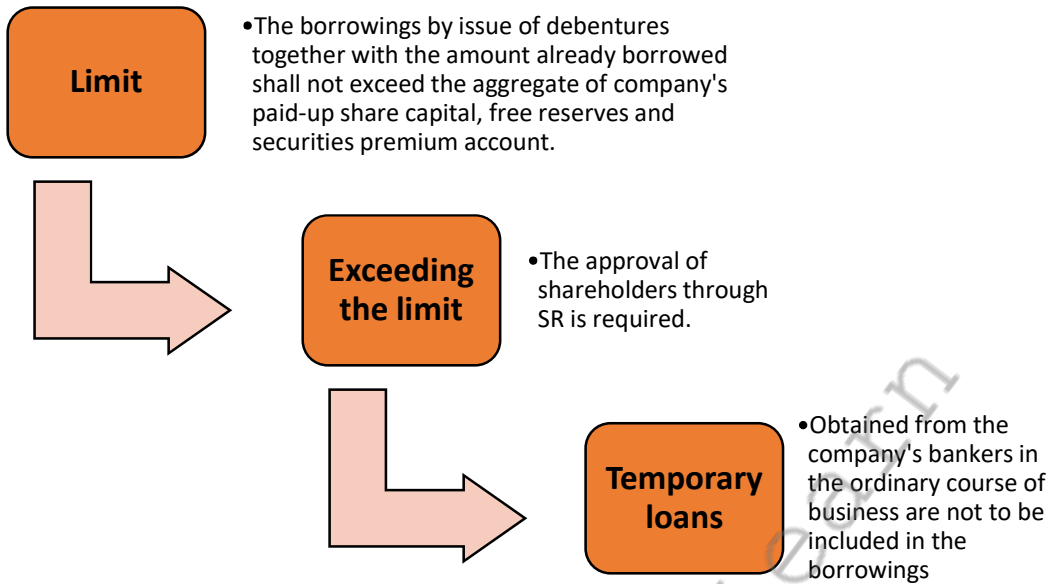 Limit
•The borrowings by issue of debentures
together with the amount already borrowed
shall not exceed the aggregate of company's
paid-up share capital, free reserves and
securities premium account.
Exceeding
the limit
•The approval of
shareholders through
SR is required.
Temporary
loans
•Obtained from the
company's bankers in
the ordinary course of
business are not to be
included in the
borrowings
earn